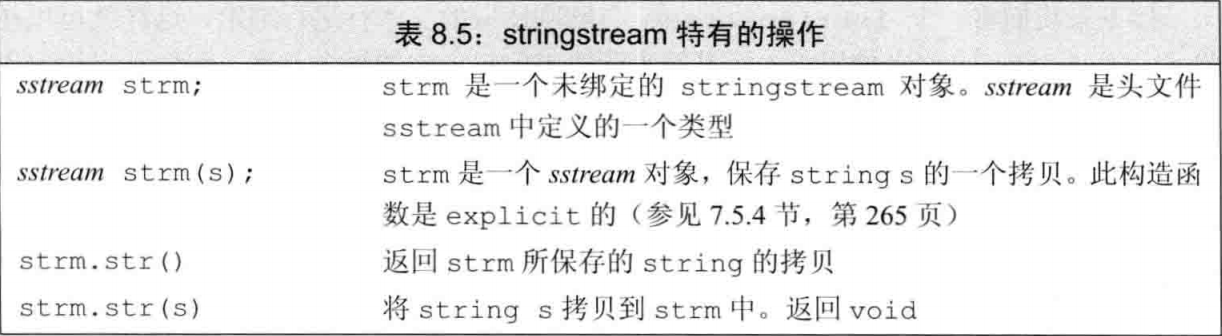 表 8.5：stringstream 特有的操作
sstream strm;	strm 是一个未绑定的 stringstream 对象。sstream 是头文件
sstream 中定义的一个类型
sstream strm(s);	strm 是一个 sstream 对象，保存 string s 的一个拷贝。此构造函
数是 explicit 的（参见 7.5.4 节，第 265 页）
strm.str()	返回 strm 所保存的 string 的拷贝
strm.str(s)	将 string s 拷贝到 strm 中。返回 void